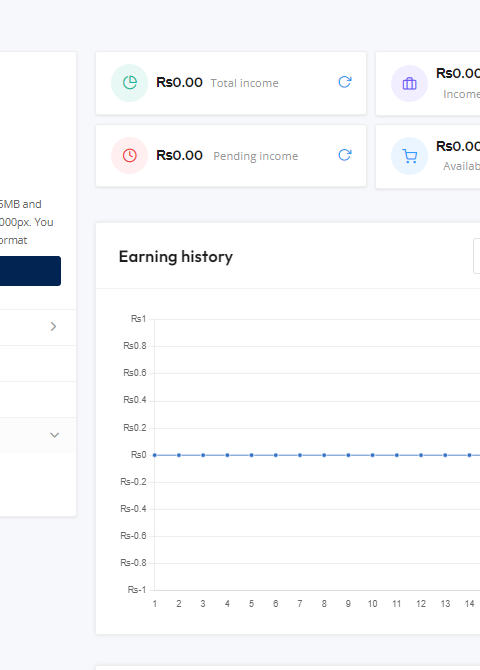 5MB and
000px. You
ormat
Rs0.00 Total income
Rs0.00 Pending income
Rs0.00
Income
Rs0.00
Availab
Earning history
Rs1
Rs0.8
Rs0.6
Rs0.4
Rs0.2
Rs0
Rs-0.2
Rs-0.4
Rs-0.6
Rs-0.8
Rs-1
1 2 3 4 5 6 7 8 9 10 11 12 13 14